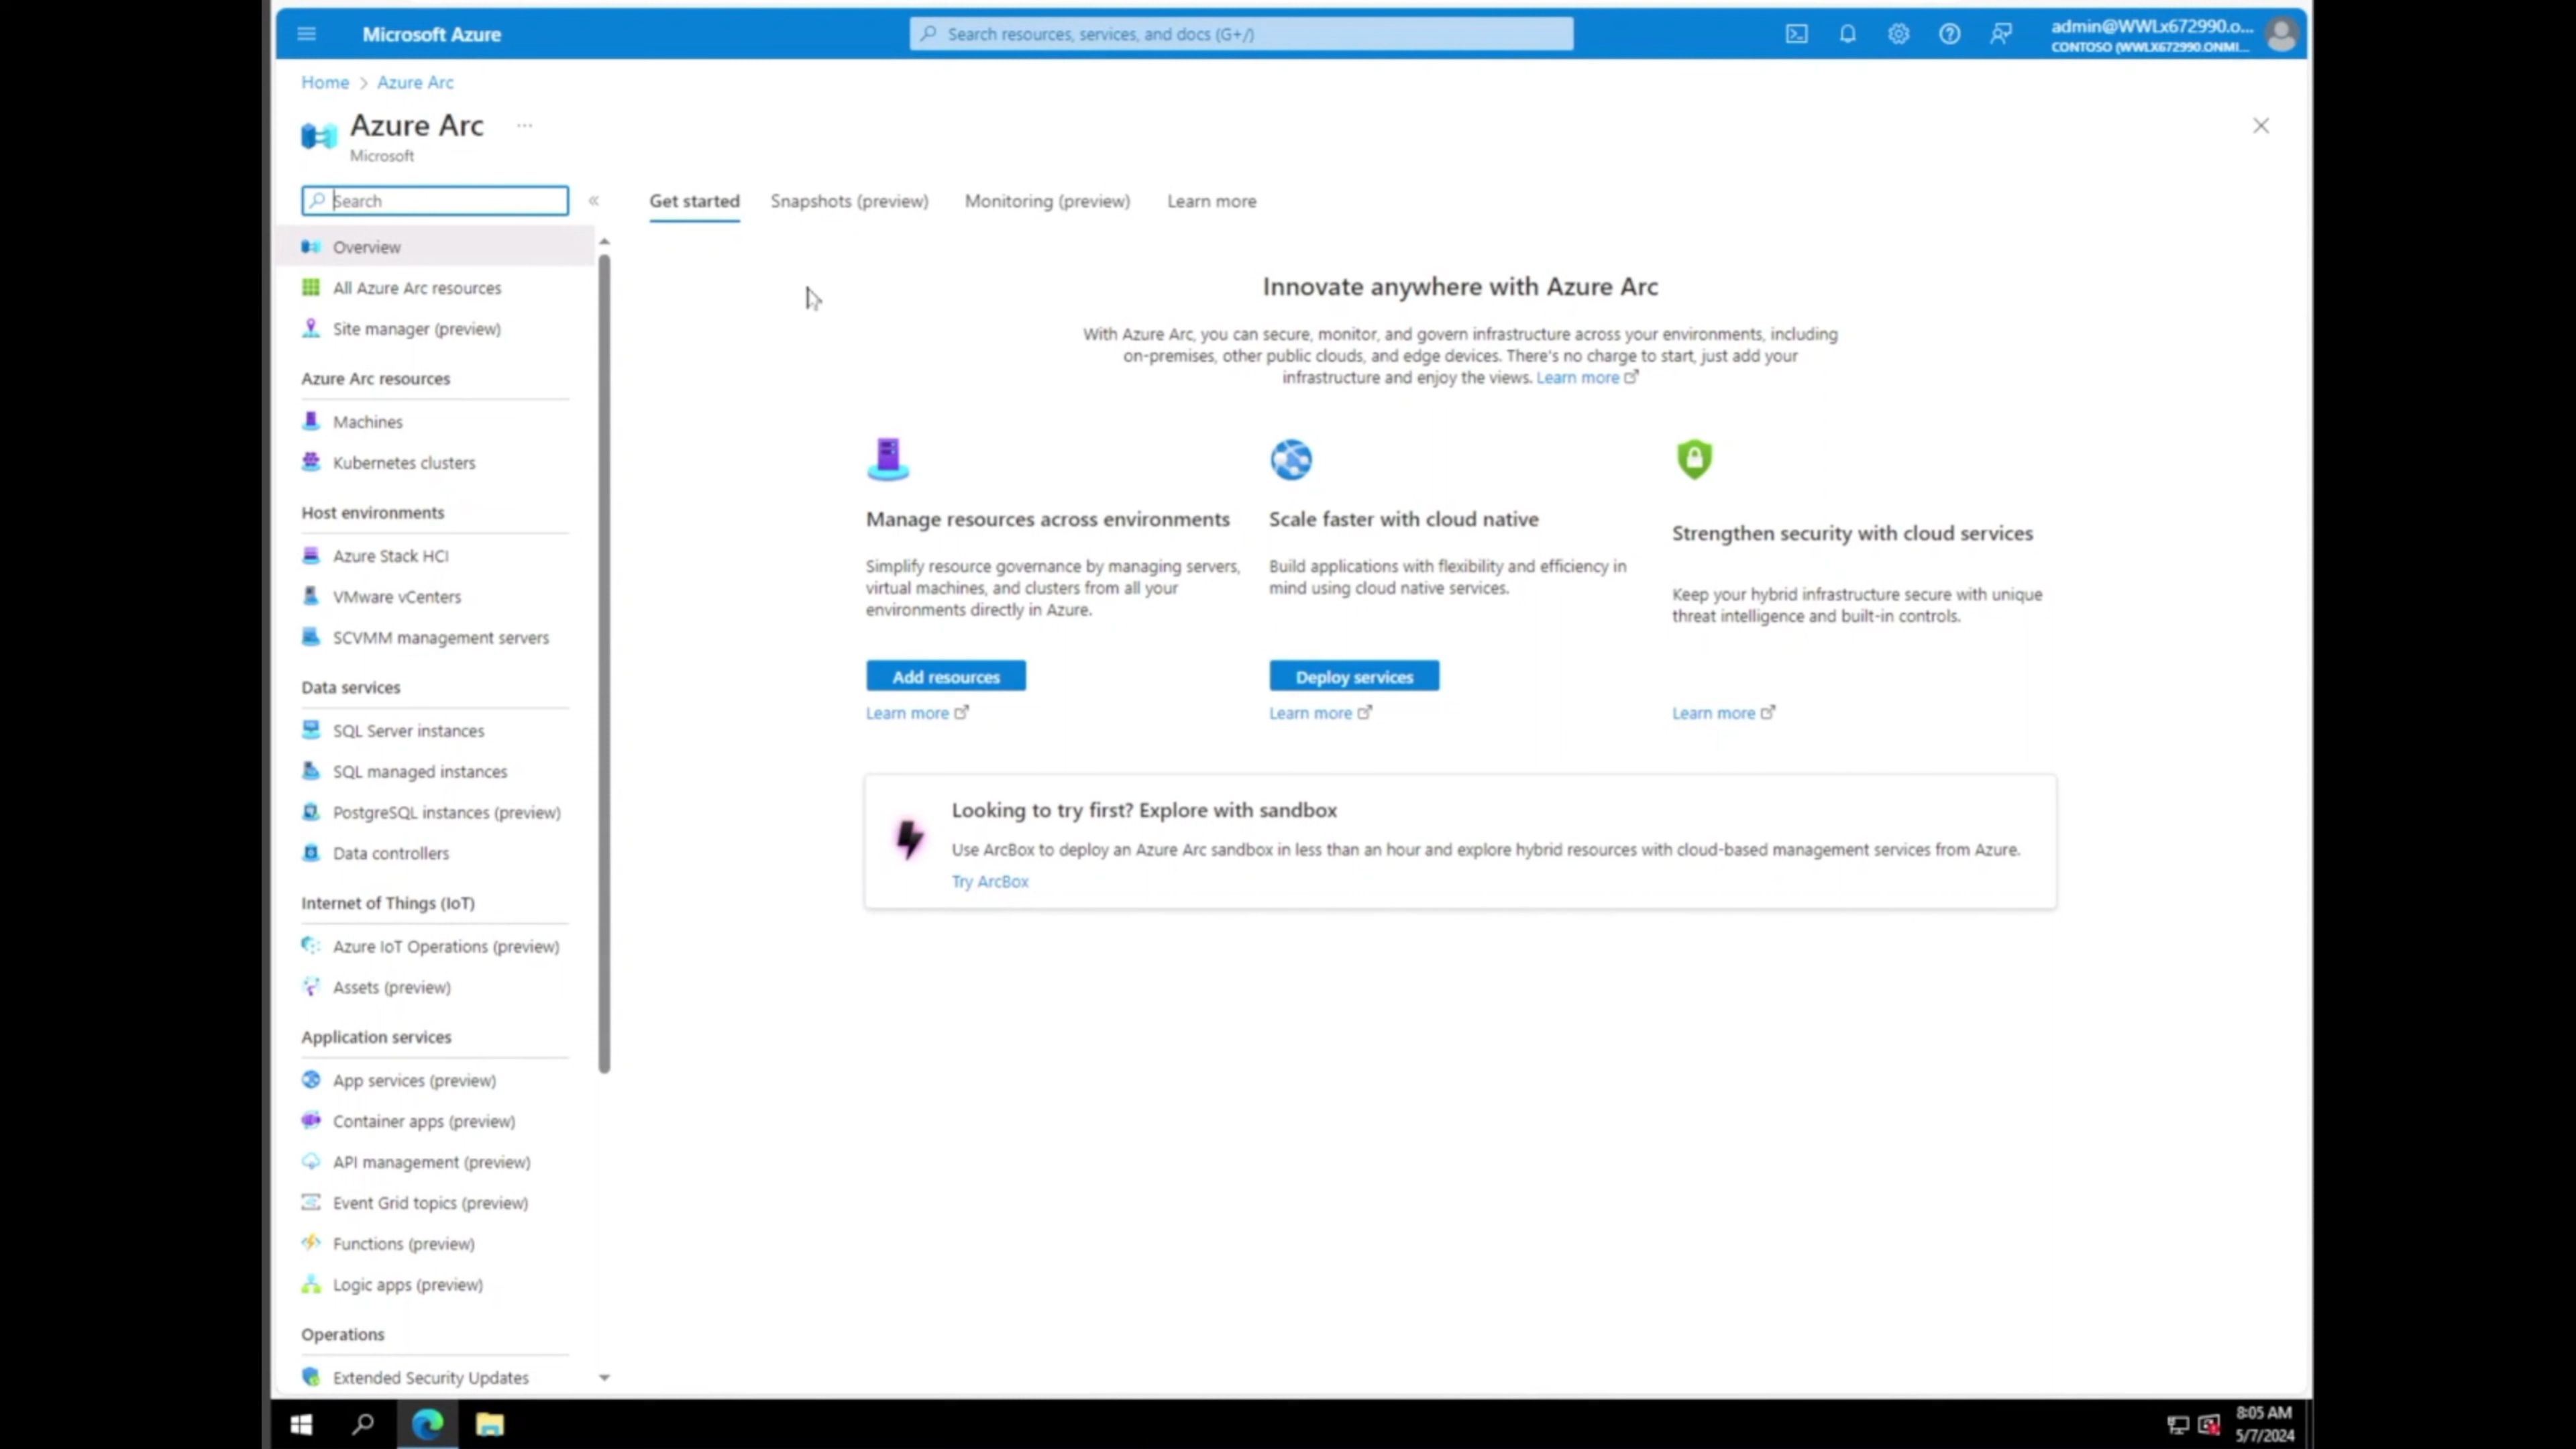 Microsoft Azure
Search resources, services, and docs (G+/)
admin@WWLx672990.o...
CONTOSO (WWLX672990.ONMI...
Home > Azure Arc
Azure Arc ...
Microsoft
Search
«
Get started
Snapshots (preview)
Monitoring (preview)
Learn more
Overview
All Azure Arc resources
Site manager (preview)
Azure Arc resources
Machines
Kubernetes clusters
Host environments
Azure Stack HCI
VMware vCenters
SCVMM management servers
Data services
SQL Server instances
SQL managed instances
PostgreSQL instances (preview)
Data controllers
Internet of Things (IoT)
Azure IoT Operations (preview)
Assets (preview)
Application services
App services (preview)
Container apps (preview)
API management (preview)
Event Grid topics (preview)
Functions (preview)
Logic apps (preview)
Operations
Extended Security Updates
Innovate anywhere with Azure Arc
With Azure Arc, you can secure, monitor, and govern infrastructure across your environments, including
on-premises, other public clouds, and edge devices. There's no charge to start, just add your
infrastructure and enjoy the views. Learn more
Manage resources across environments
Simplify resource governance by managing servers,
virtual machines, and clusters from all your
environments directly in Azure.
Add resources
Learn more
Scale faster with cloud native
Build applications with flexibility and efficiency in
mind using cloud native services.
Deploy services
Learn more
Strengthen security with cloud services
Keep your hybrid infrastructure secure with unique
threat intelligence and built-in controls.
Learn more
Looking to try first? Explore with sandbox
Use ArcBox to deploy an Azure Arc sandbox in less than an hour and explore hybrid resources with cloud-based management services from Azure.
Try ArcBox
8:05 AM
5/7/2024